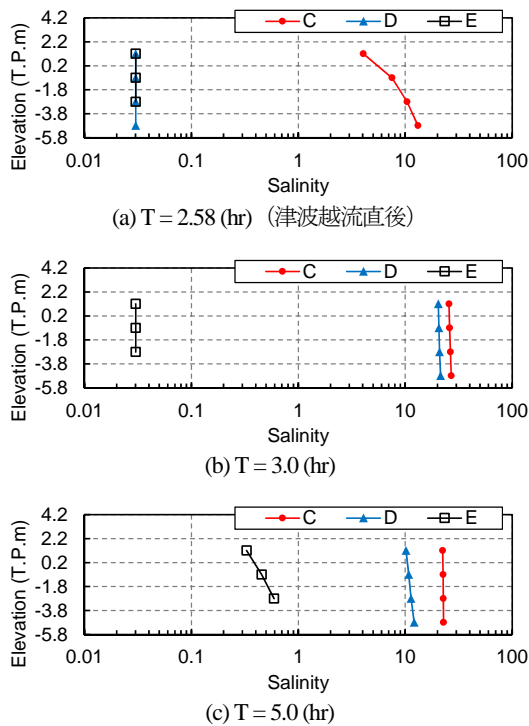 C D E
4.2
2.2
0.2
-1.8
-3.8
-5.8
Elevation (T.P.m)
0.01 0.1 1 10 100
Salinity
(a) T = 2.58 (hr) (津波越流直後)
C D E
4.2
2.2
0.2
-1.8
-3.8
-5.8
Elevation (T.P.m)
0.01 0.1 1 10 100
Salinity
(b) T = 3.0 (hr)
C D E
4.2
2.2
0.2
-1.8
-3.8
-5.8
Elevation (T.P.m)
0.01 0.1 1 10 100
Salinity
(c) T = 5.0 (hr)